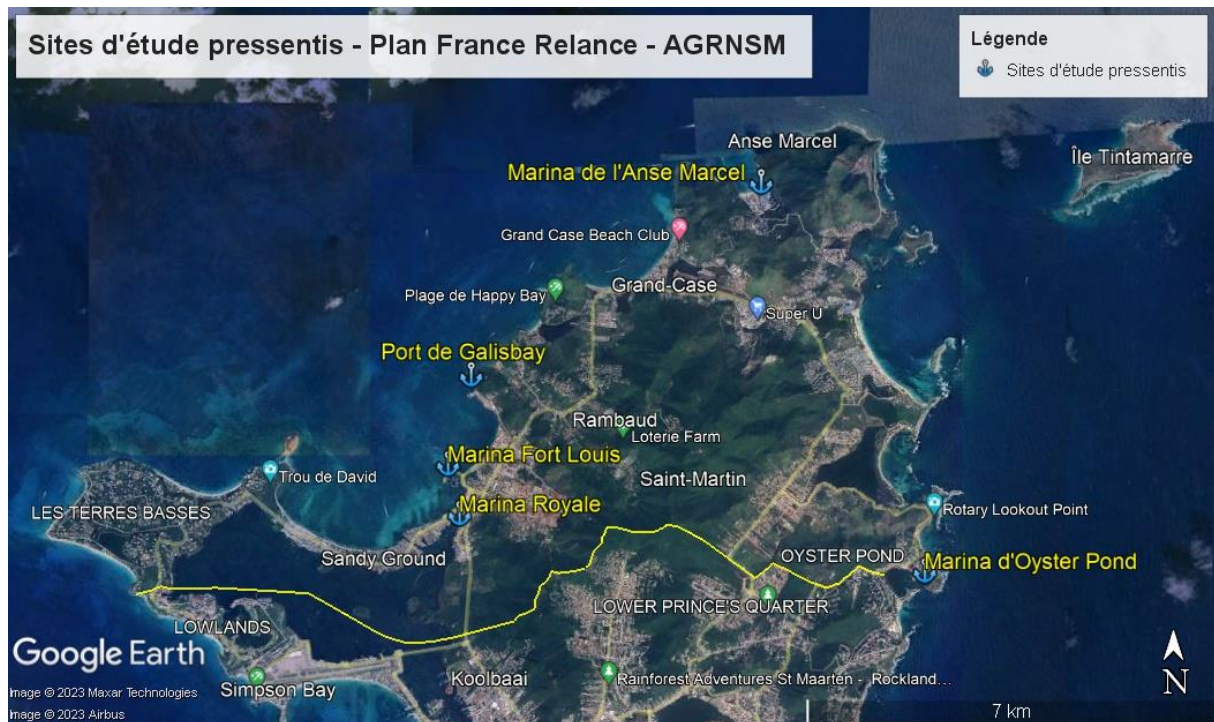 Sites d'étude pressentis - Plan France Relance - AGRNSM
Légende
Sites d'étude pressentis
Anse Marcel
Île Tintamarre
Marina de l'Anse Marcel
Grand Case Beach Club
Grand-Case
Plage de Happy Bay
Super U
Port de Galisbay
Rambaud
Loterie Farm
Marina Fort Louis
Trou de David
Saint-Martin
Marina Royale
LES TERRES BASSES
Rotary Lookout Point
Sandy Ground
OYSTER POND
Marina d'Oyster Pond
LOWER PRINCE'S QUARTER
LOWLANDS
Google Earth
Koolbaai
Rainforest Adventures St Maarten - Rockland...
Simpson Bay
N
Image © 2023 Maxar Technologies
Image © 2023 Airbus
7 km